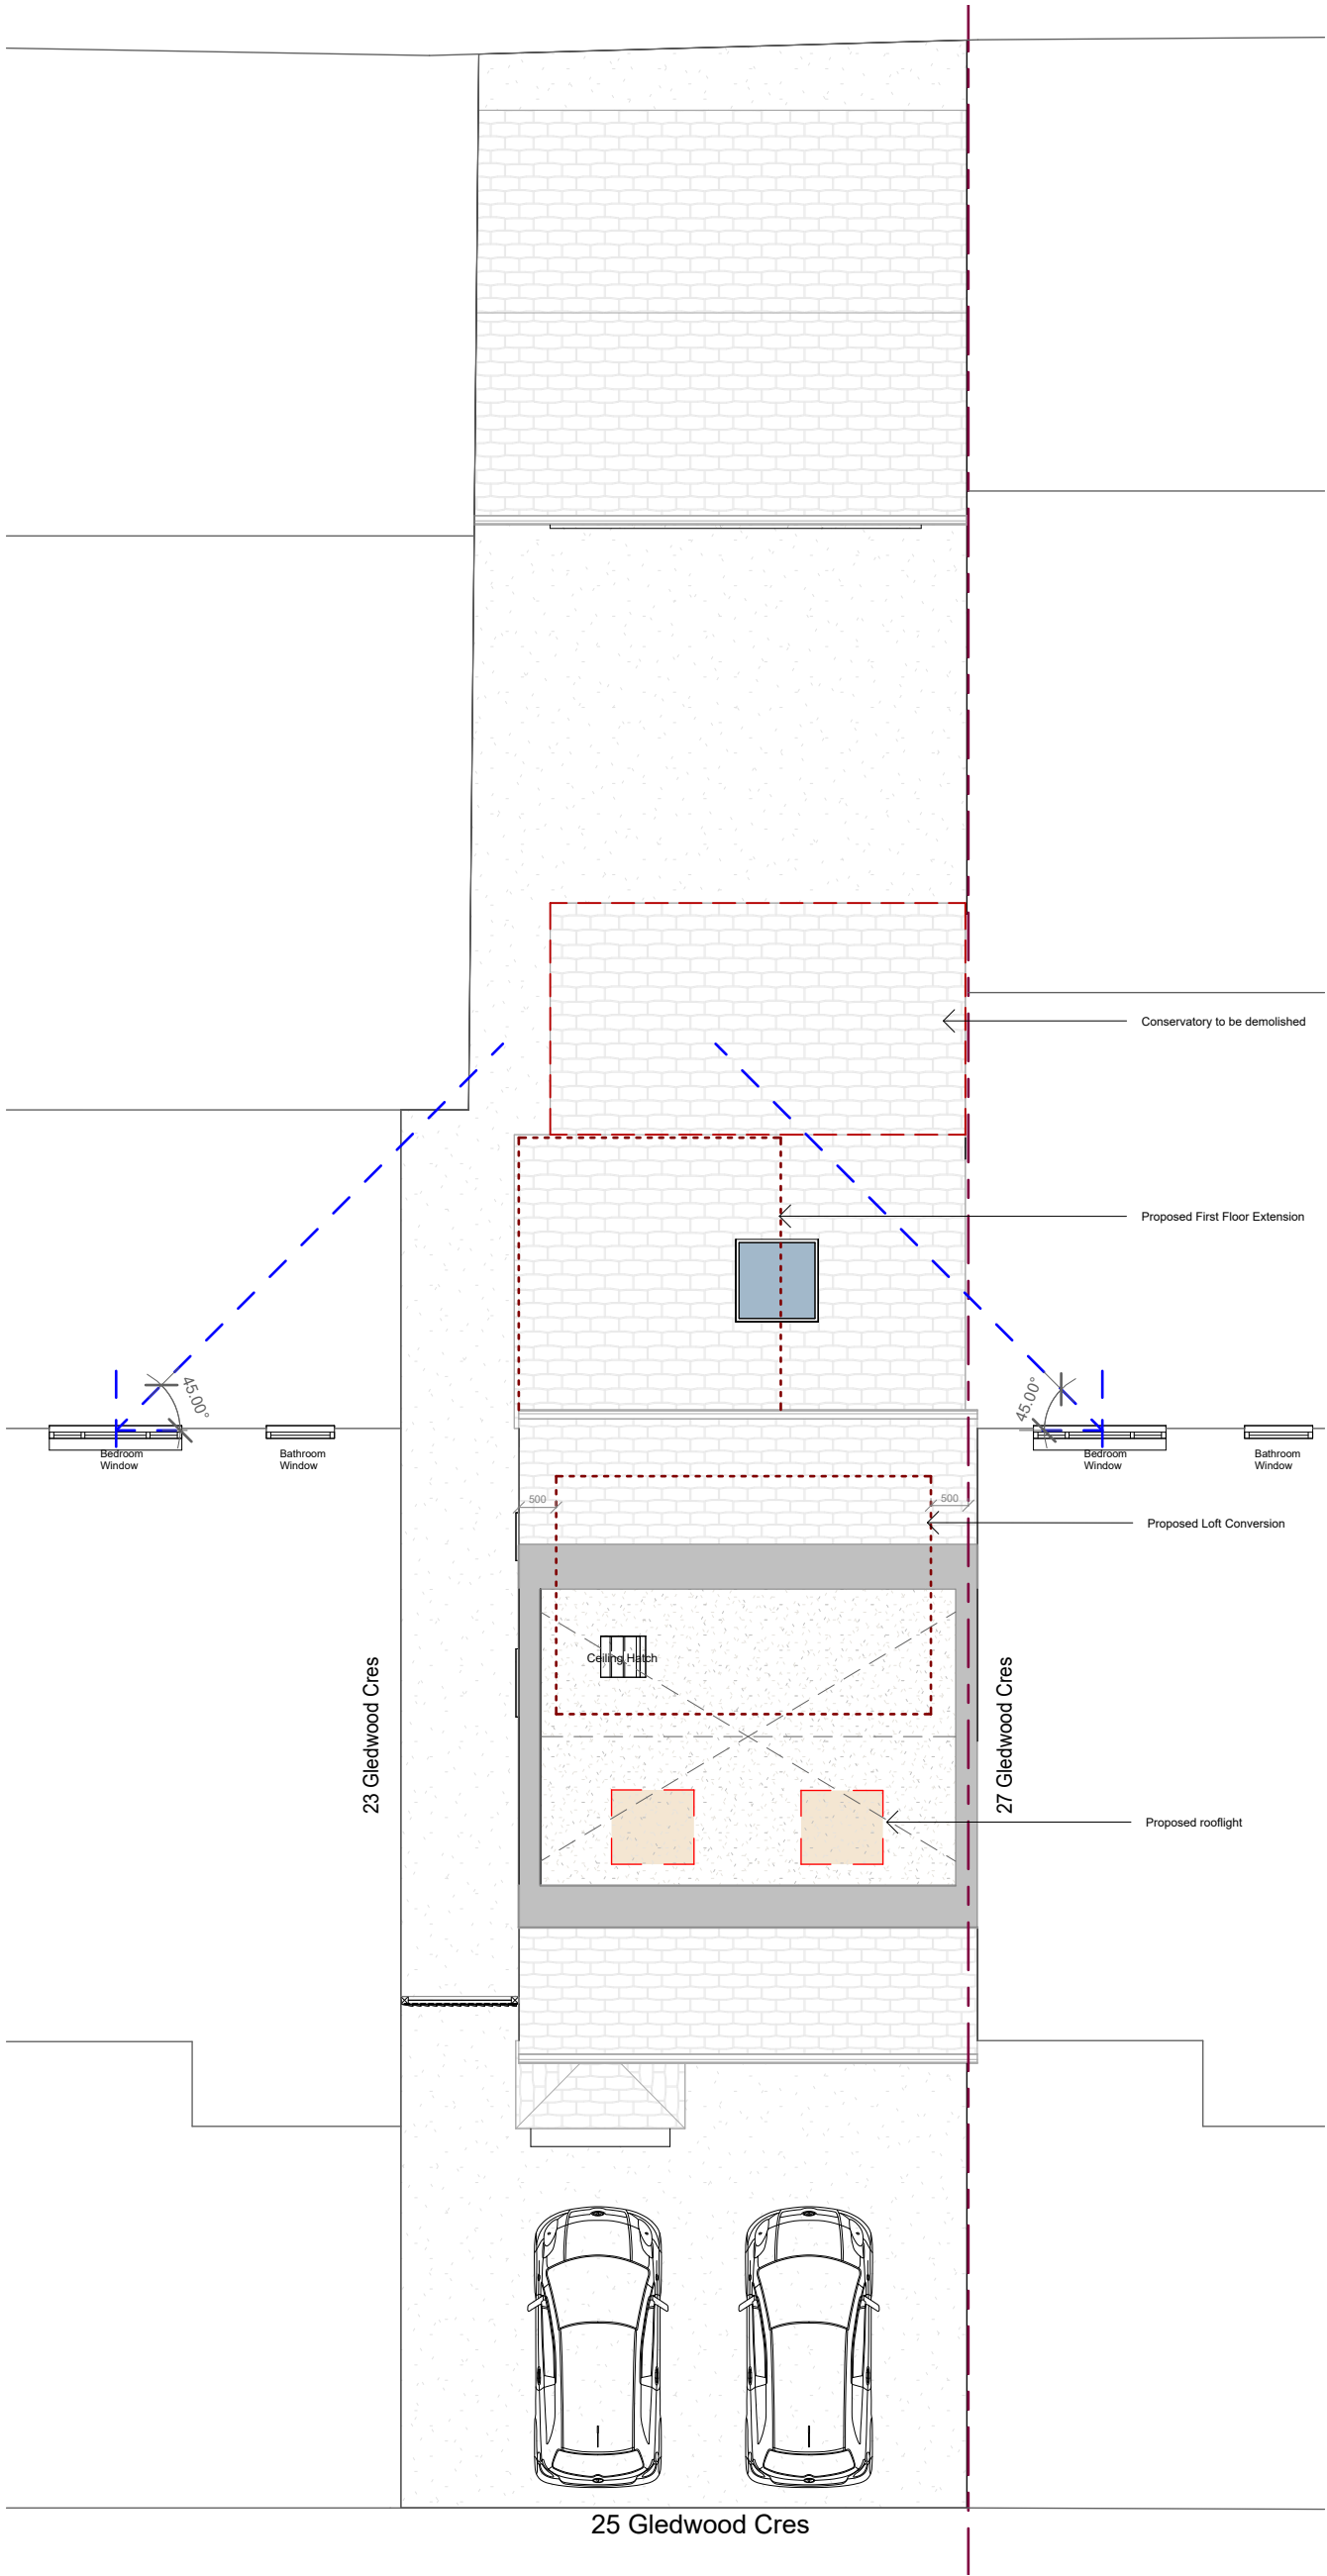 Conservatory to be demolished
Proposed First Floor Extension
45.00°
45.00°
Bedroom
Window
Bathroom
Window
Bedroom
Window
Bathroom
Window
500
500
Proposed Loft Conversion
Ceiling Hatch
23 Gledwood Cres
27 Gledwood Cres
Proposed rooflight
25 Gledwood Cres